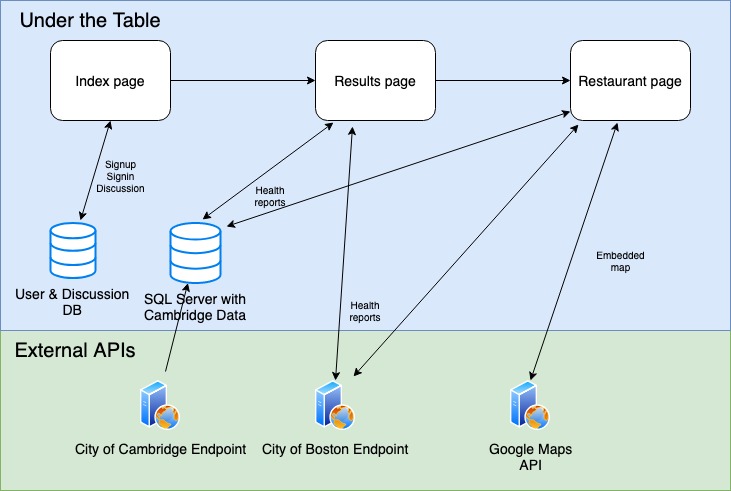 Under the Table
Index page
Results page
Restaurant page
Signup
Signin
Discussion
Health
reports
Embedded
map
User & Discussion
DB
SQL Server with
Cambridge Data
Health
reports
External APIs
City of Cambridge Endpoint
City of Boston Endpoint
Google Maps
API